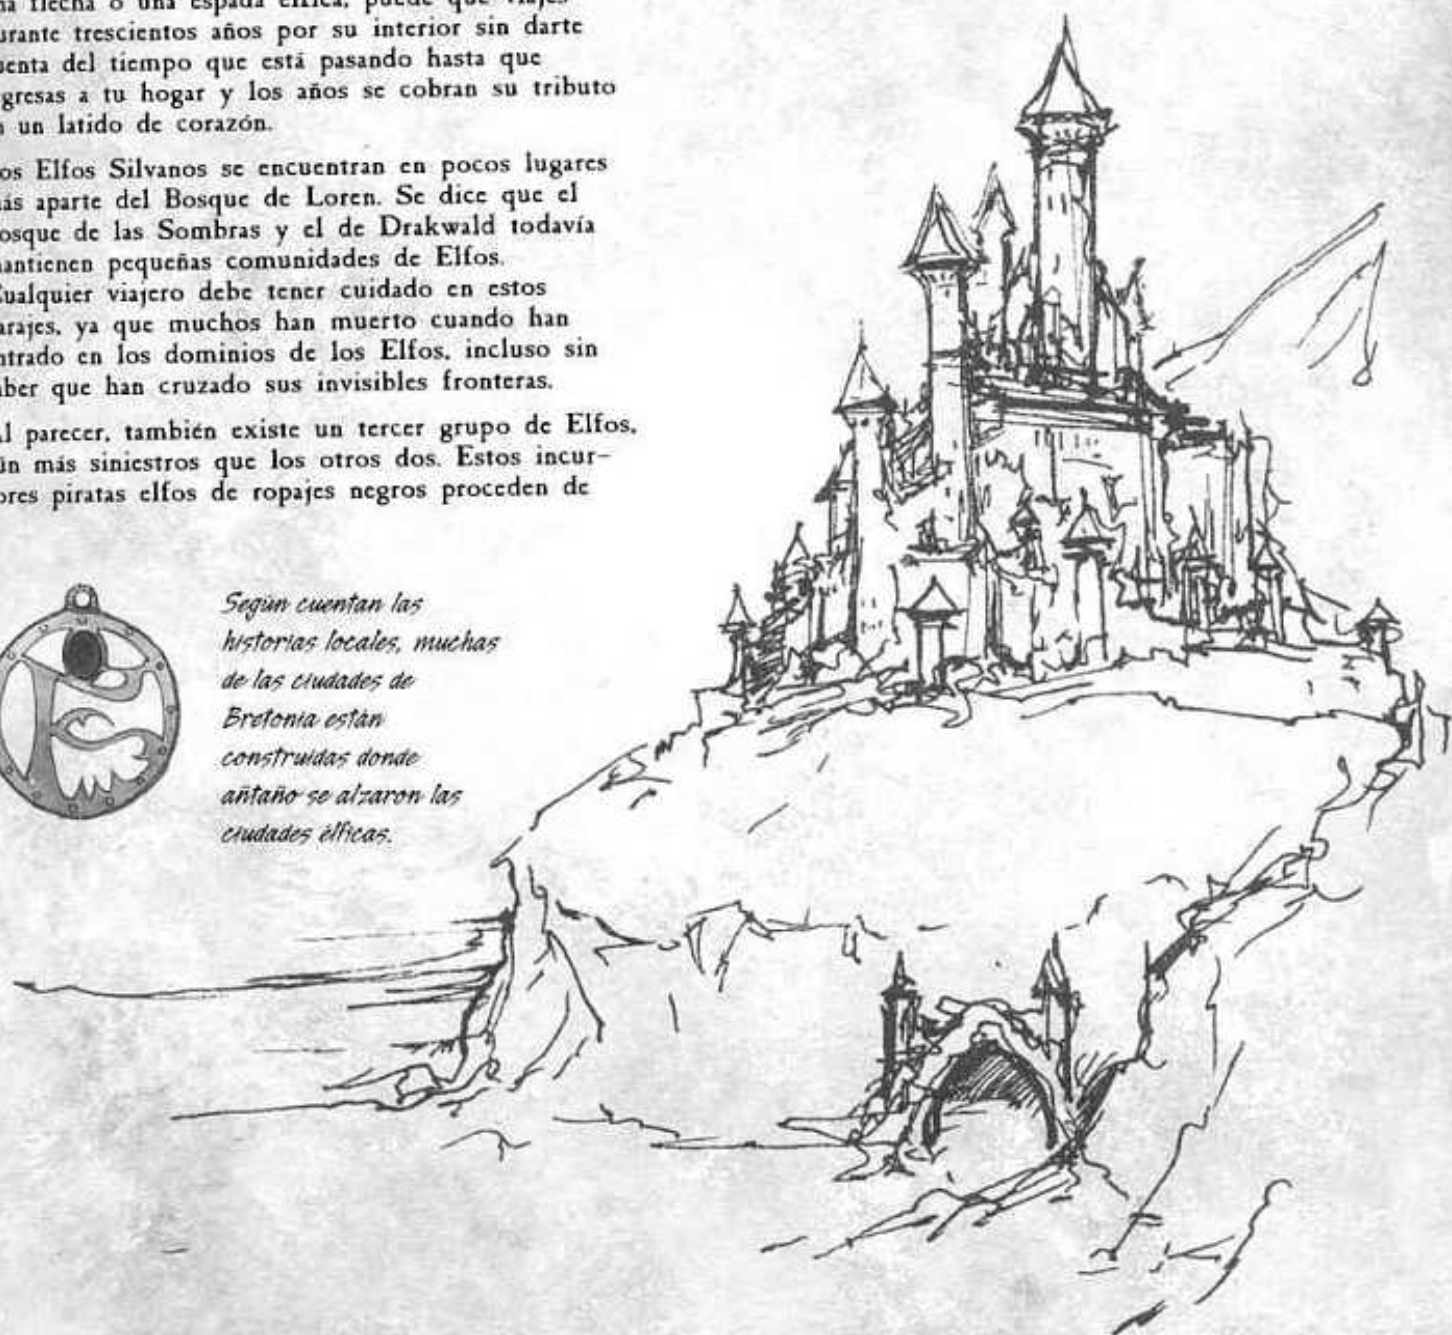 una flecha o una espada élfica, puede que viajes
urante trescientos años por su interior sin darte
uenta del tiempo que está pasando hasta que
gresas a tu hogar y los años se cobran su tributo
n un latido de corazón.
os Elfos Silvanos se encuentran en pocos lugares
ás aparte del Bosque de Loren. Se dice que el
osque de las Sombras y el de Drakwald todavía
antienen pequeñas comunidades de Elfos.
Cualquier viajero debe tener cuidado en estos
arajes, ya que muchos han muerto cuando han
ntrado en los dominios de los Elfos, incluso sin
aber que han cruzado sus invisibles fronteras.
Al parecer, también existe un tercer grupo de Elfos,
ún más siniestros que los otros dos. Estos incur-
ores piratas elfos de ropajes negros proceden de
Según cuentan las
historias locales, muchas
de las ciudades de
Bretonia están
construidas donde
añtaño se alzaron las
ciudades élficas.